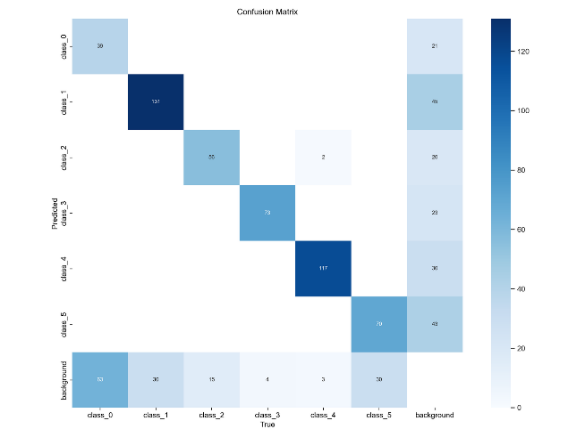 Confusion Matrix
class_0 39 21
class_1 131 45
class_2 55 2 26
class_3 73 23
class_4 117 36
class_5 70 43
background 63 30 15 4 3 30
class_0 class_1 class_2 class_3 class_4 class_5 background
Predicted
True
120
100
80
60
40
20
0